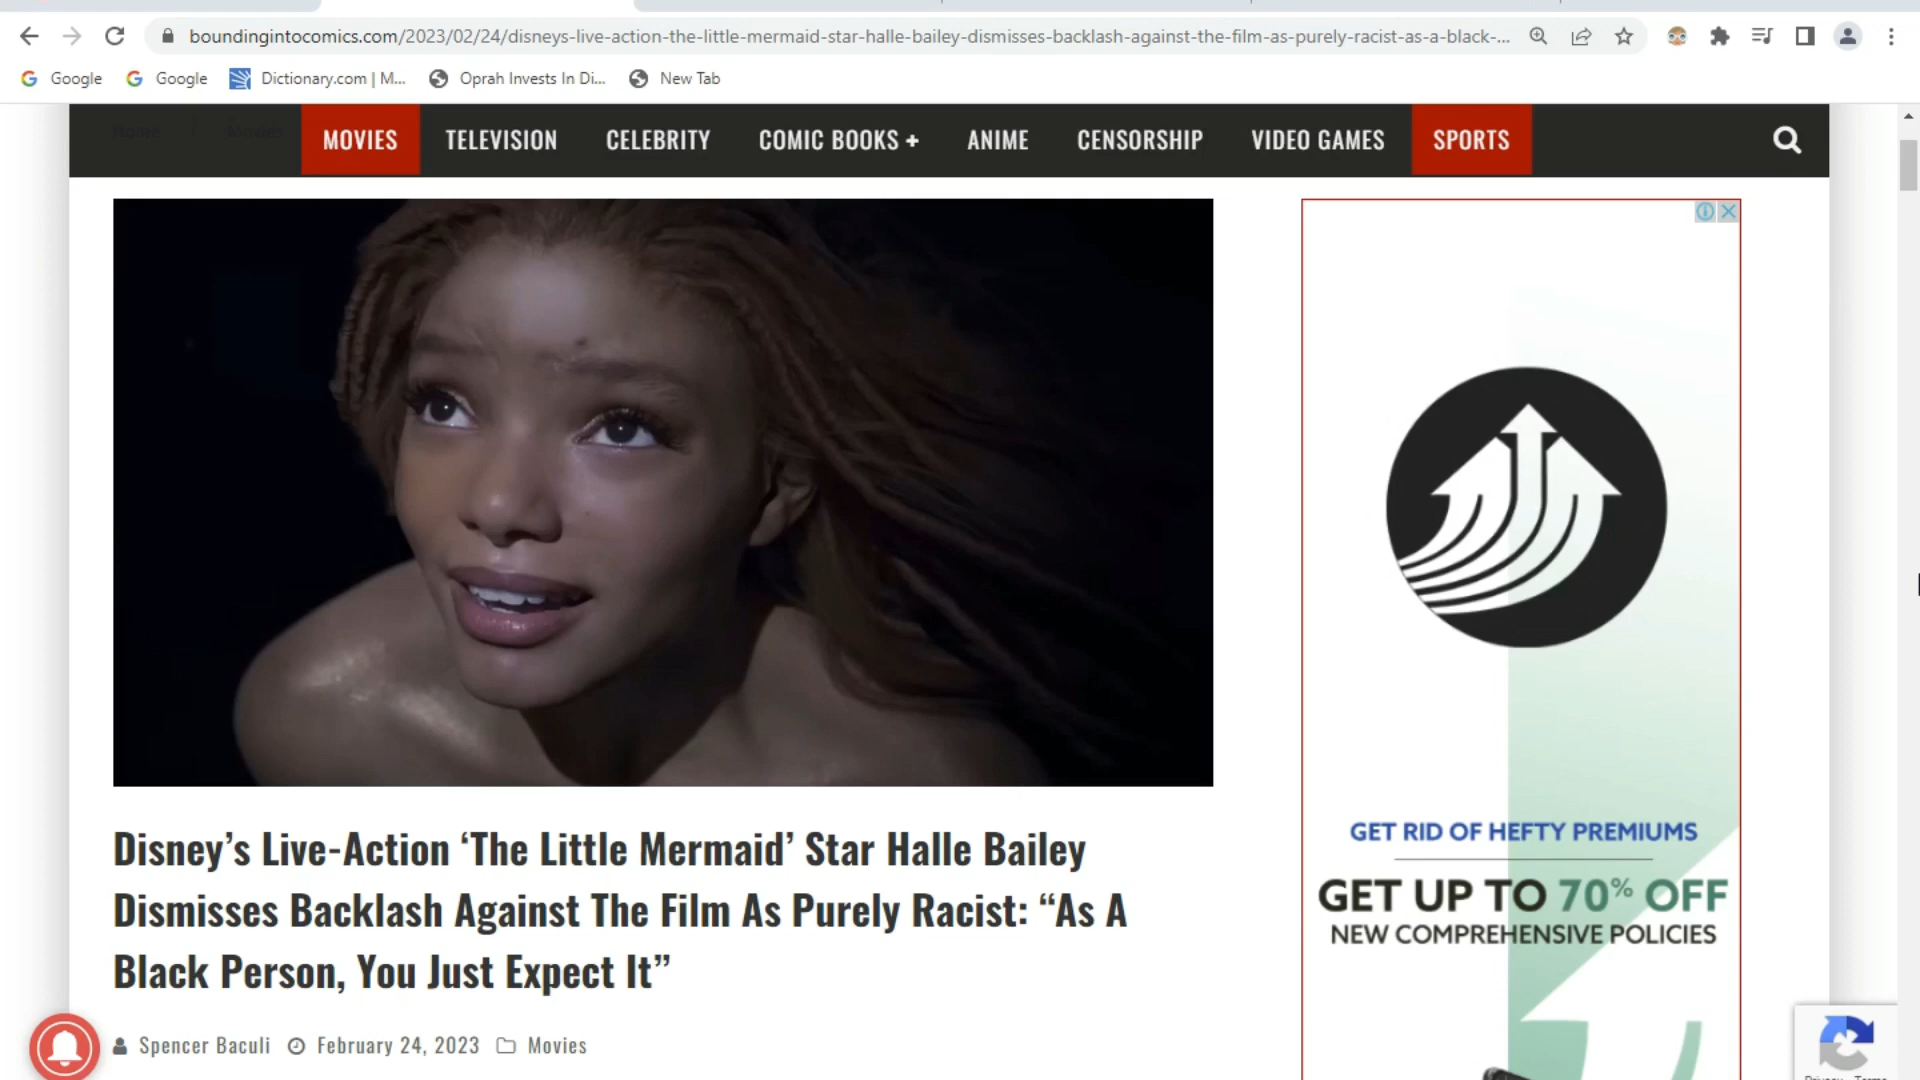 boundingintocomics.com/2023/02/24/disneys-live-action-the-little-mermaid-star-halle-bailey-dismisses-backlash-against-the-film-as-purely-racist-as-a-black-...
Google
Google
Dictionary.com | M...
Oprah Invests In Di...
New Tab
Home / Movies
MOVIES
TELEVISION
CELEBRITY
COMIC BOOKS +
ANIME
CENSORSHIP
VIDEO GAMES
SPORTS
Disney’s Live-Action ‘The Little Mermaid’ Star Halle Bailey
Dismisses Backlash Against The Film As Purely Racist: “As A
Black Person, You Just Expect It”
Spencer Baculi
February 24, 2023
Movies
GET RID OF HEFTY PREMIUMS
GET UP TO 70% OFF
NEW COMPREHENSIVE POLICIES